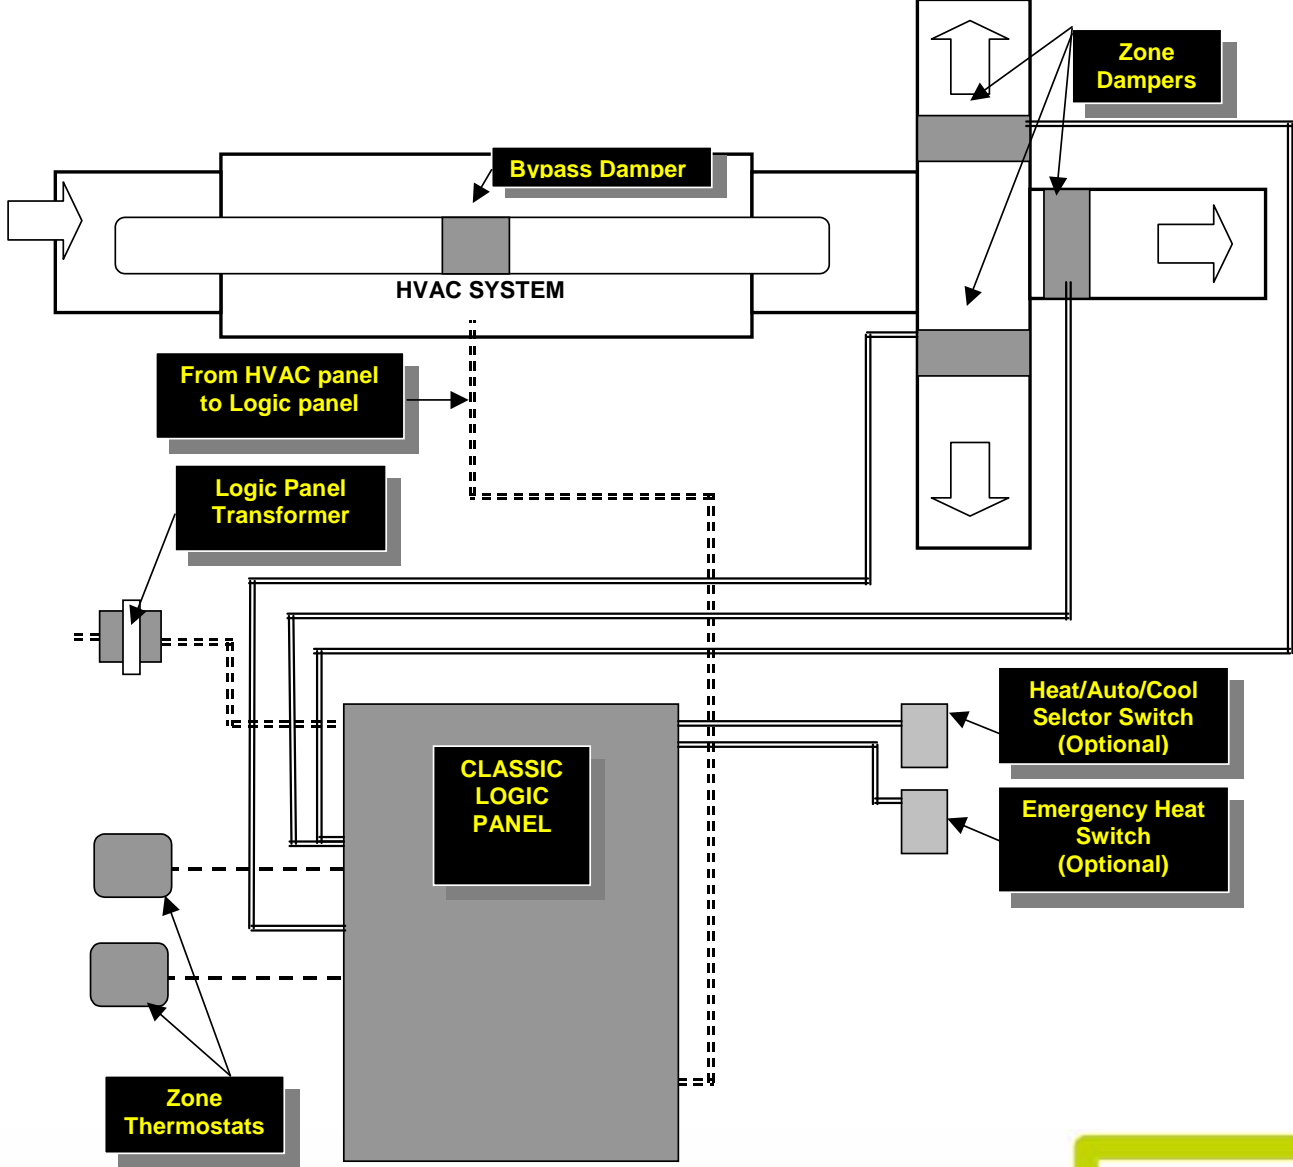 Zone
Dampers
Bypass Damper
HVAC SYSTEM
From HVAC panel
to Logic panel
Logic Panel
Transformer
Heat/Auto/Cool
Selctor Switch
(Optional)
CLASSIC
LOGIC
PANEL
Emergency Heat
Switch
(Optional)
Zone
Thermostats